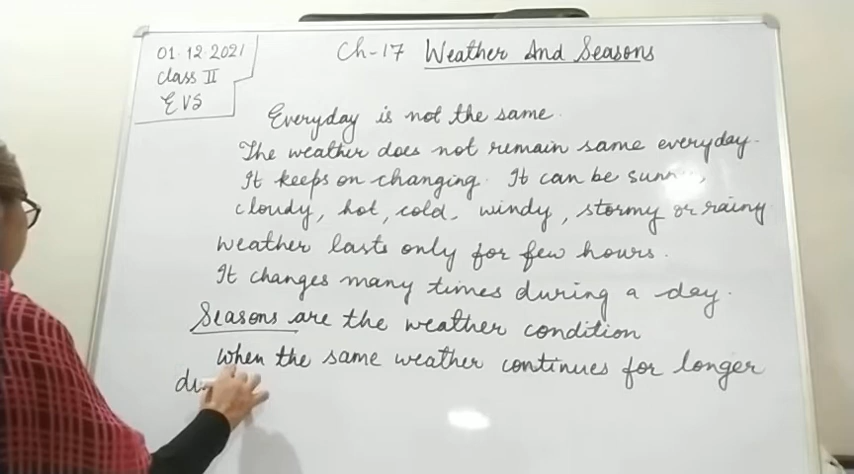 01.12.2021
Class II
EVS
Ch-17 Weather And Seasons
Everyday is not the same.
The weather does not remain same everyday.
It keeps on changing. It can be
cloudy, hot, cold, windy, stormy or rainy
weather lasts only for few hours.
It changes many times during a day.
Seasons are the weather condition
when the same weather continues for longer